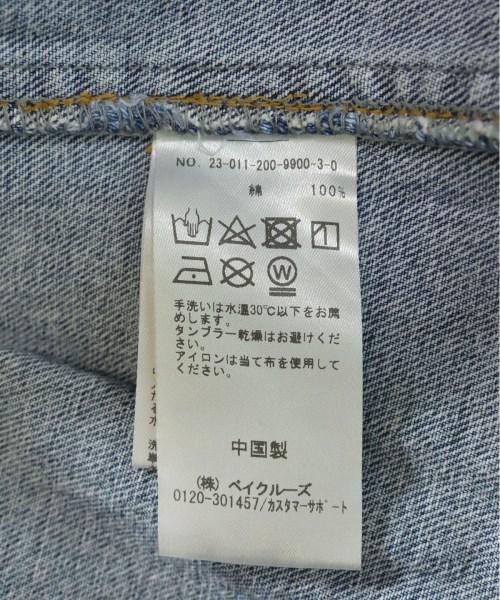 NO. 23-011-200-9900-3-0
綿 100%
W
手洗いは水温30℃以下をお薦
めします。
タンブラー乾燥はお避けくだ
さい。
アイロンは当て布を使用して
ください。
中国製
(株) ベイクルーズ
0120-301457/カスタマーサポート